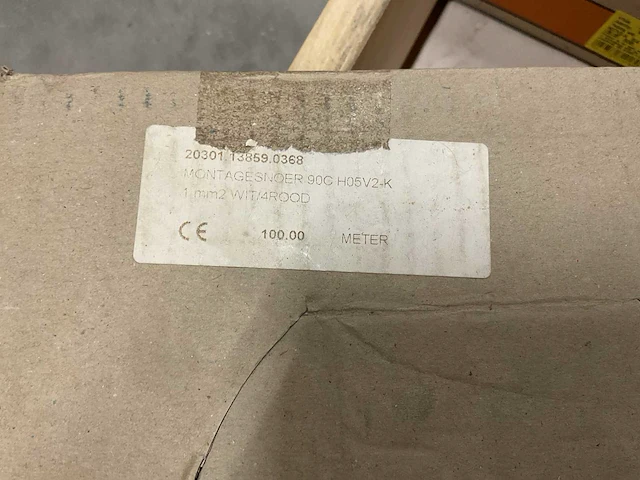 20301.13859.0368
MONTAGESNOER 90C H05V2-K
1 mm2 WIT/4ROOD
CE 100.00 METER